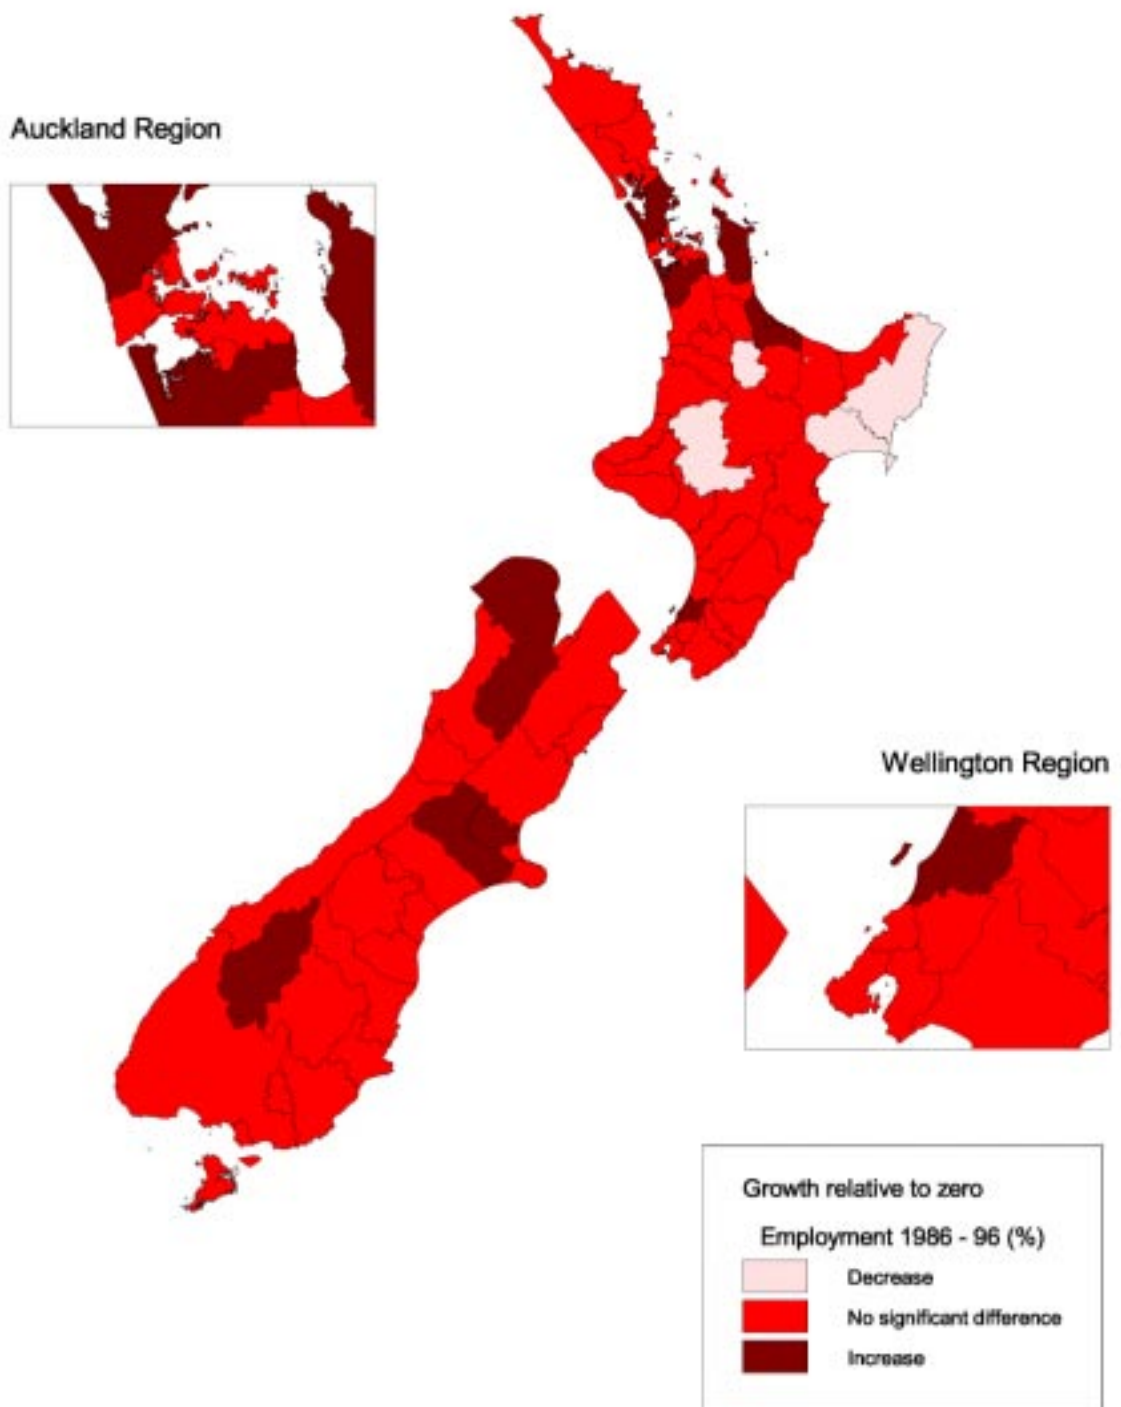 Auckland Region
Wellington Region
Growth relative to zero
Employment 1986 - 96 (%)
Decrease
No significant difference
Increase